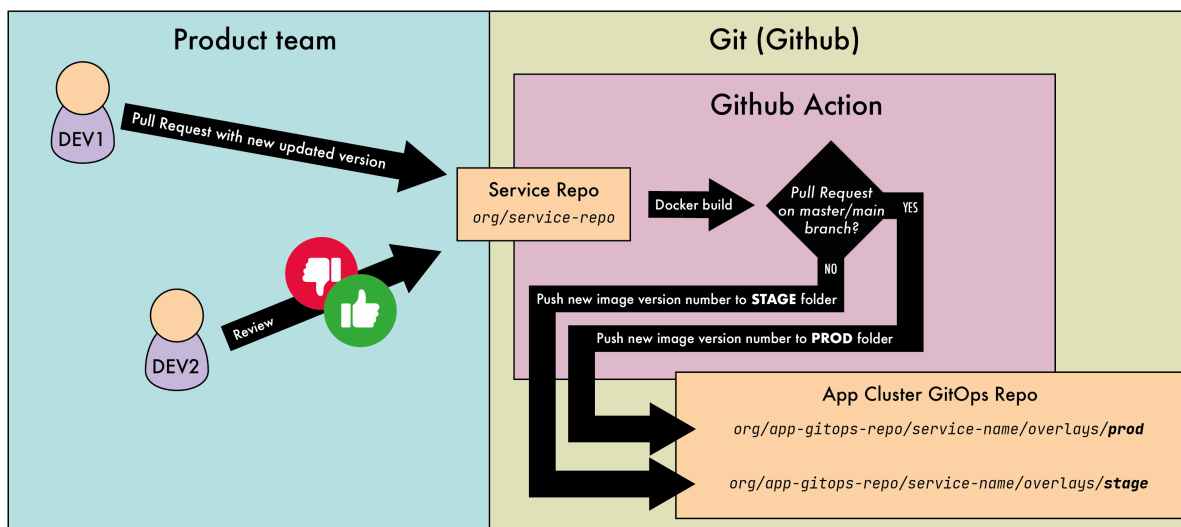 Product team
Git (Github)
Github Action
DEV1
Pull Request with new updated version
Service Repo
org/service-repo
Docker build
Pull Request
on master/main
branch?
YES
NO
Push new image version number to STAGE folder
Push new image version number to PROD folder
Review
DEV2
App Cluster GitOps Repo
org/app-gitops-repo/service-name/overlays/prod
org/app-gitops-repo/service-name/overlays/stage